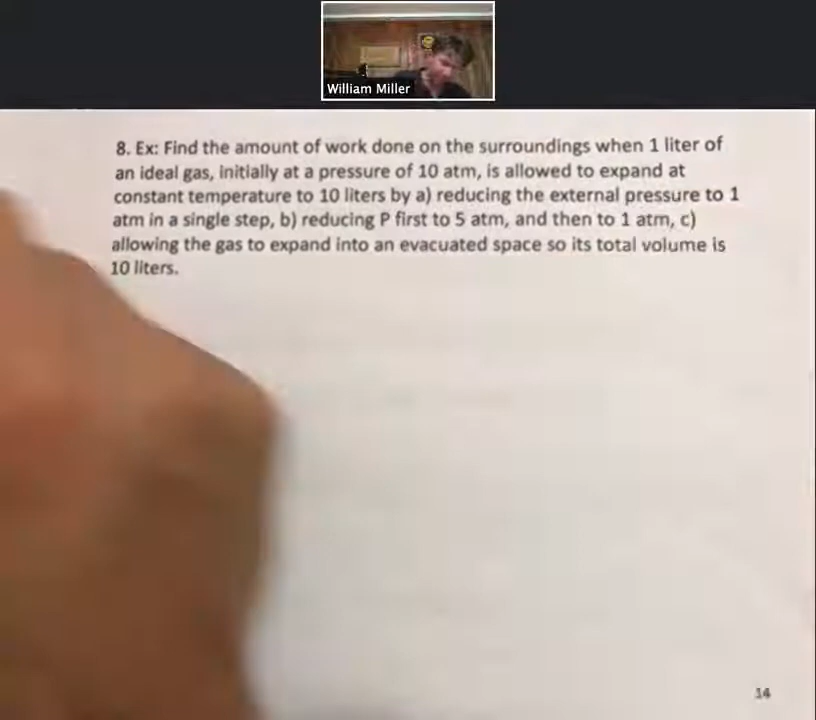 William Miller
8. Ex: Find the amount of work done on the surroundings when 1 liter of
an ideal gas, initially at a pressure of 10 atm, is allowed to expand at
constant temperature to 10 liters by a) reducing the external pressure to 1
atm in a single step, b) reducing P first to 5 atm, and then to 1 atm, c)
allowing the gas to expand into an evacuated space so its total volume is
10 liters.
14